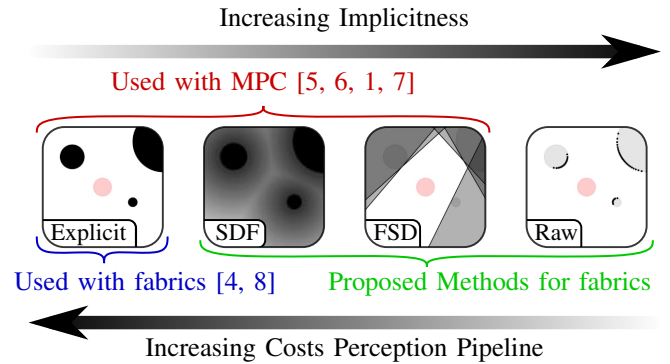 Increasing Implicitness
Used with MPC [5, 6, 1, 7]
Explicit
SDF
FSD
Raw
Used with fabrics [4, 8]
Proposed Methods for fabrics
Increasing Costs Perception Pipeline